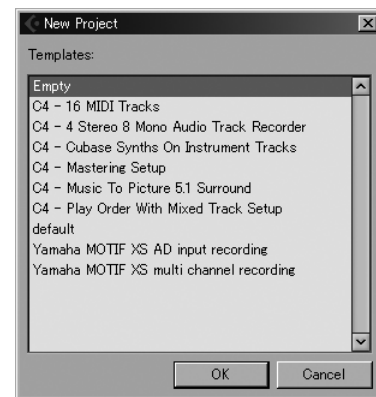 New Project
Templates:
Empty
C4 - 16 MIDI Tracks
C4 - 4 Stereo 8 Mono Audio Track Recorder
C4 - Cubase Synths On Instrument Tracks
C4 - Mastering Setup
C4 - Music To Picture 5.1 Surround
C4 - Play Order With Mixed Track Setup
default
Yamaha MOTIF XS AD input recording
Yamaha MOTIF XS multi channel recording
OK
Cancel